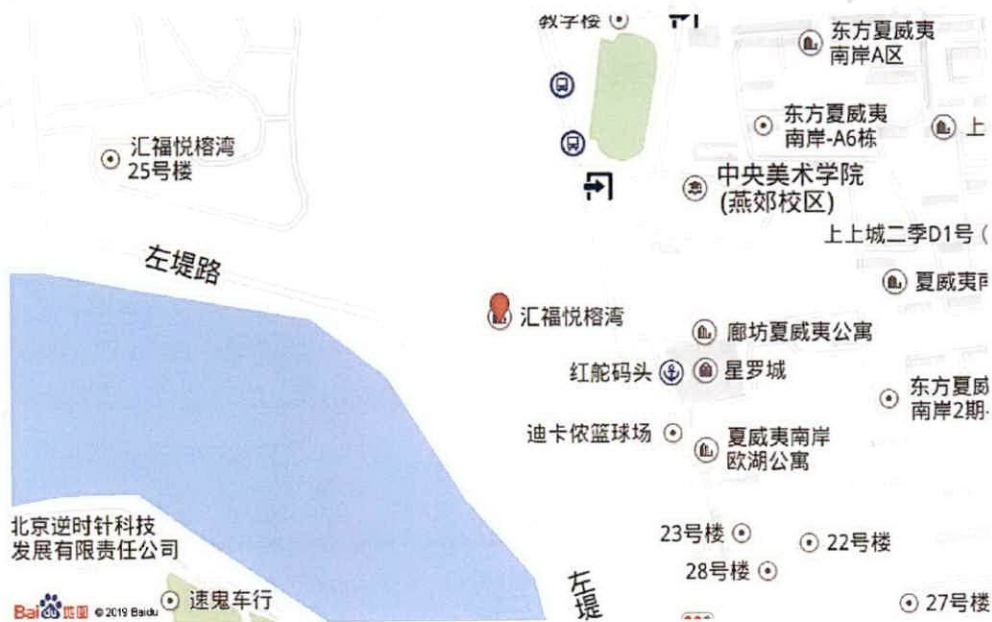 教学楼
东方夏威夷
南岸A区
东方夏威夷
南岸-A6栋
上
汇福悦榕湾
25号楼
中央美术学院
(燕郊校区)
上上城二季D1号（
左堤路
夏威夷南
汇福悦榕湾
廊坊夏威夷公寓
红舵码头
星罗城
东方夏威
南岸2期-
迪卡侬篮球场
夏威夷南岸
欧湖公寓
北京逆时针科技
发展有限责任公司
23号楼
22号楼
28号楼
左堤
速鬼车行
27号楼
Bai du 地图 © 2019 Baidu